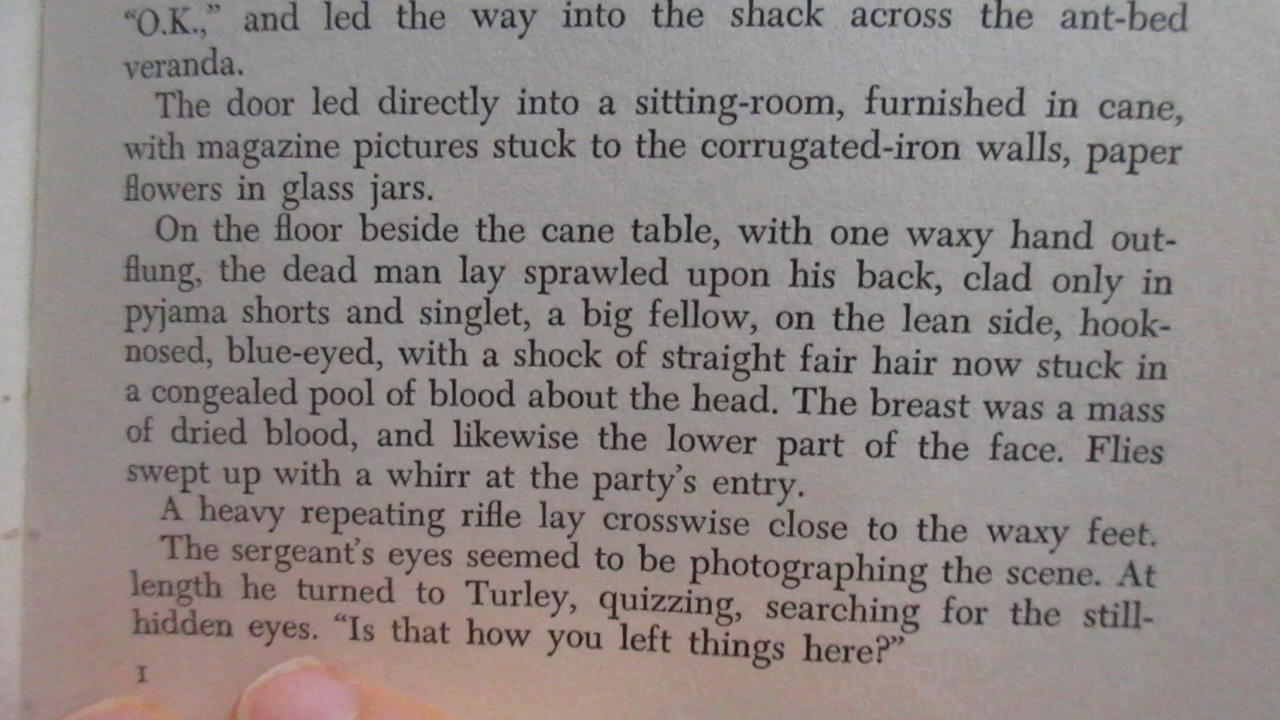 “O.K.,” and led the way into the shack across the ant-bed
veranda.
The door led directly into a sitting-room, furnished in cane,
with magazine pictures stuck to the corrugated-iron walls, paper
flowers in glass jars.
On the floor beside the cane table, with one waxy hand out-
flung, the dead man lay sprawled upon his back, clad only in
pyjama shorts and singlet, a big fellow, on the lean side, hook-
nosed, blue-eyed, with a shock of straight fair hair now stuck in
a congealed pool of blood about the head. The breast was a mass
of dried blood, and likewise the lower part of the face. Flies
swept up with a whirr at the party’s entry.
A heavy repeating rifle lay crosswise close to the waxy feet.
The sergeant’s eyes seemed to be photographing the scene. At
length he turned to Turley, quizzing, searching for the still-
hidden eyes. “Is that how you left things here?”
1